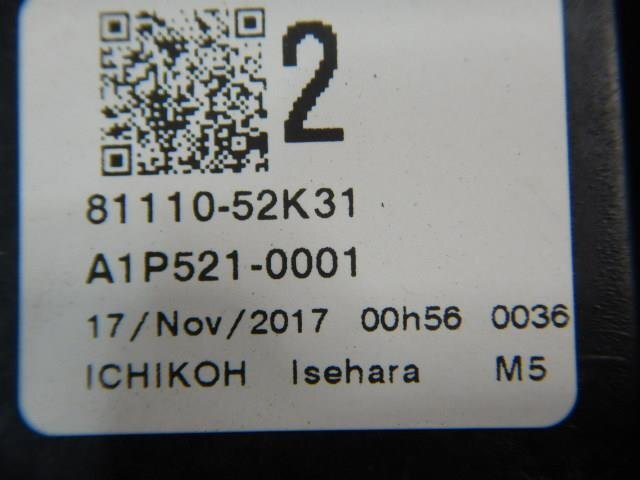 2
81110-52K31
A1P521-0001
17/Nov/2017 00h56 0036
ICHIKOH Isehara M5